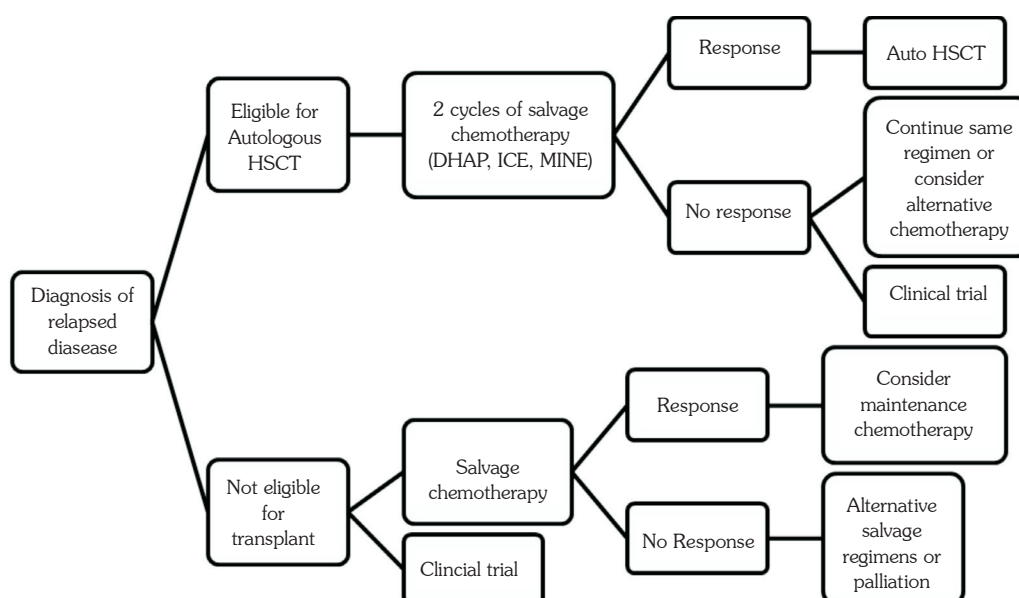 Diagnosis of
relapsed
diasease
Eligible for
Autologous
HSCT
2 cycles of salvage
chemotherapy
(DHAP, ICE, MINE)
Response
Auto HSCT
No response
Continue same
regimen or
consider
alternative
chemotherapy
Clinical trial
Not eligible
for
transplant
Salvage
chemotherapy
Response
Consider
maintenance
chemotherapy
No Response
Alternative
salvage
regimens or
palliation
Clincial trial